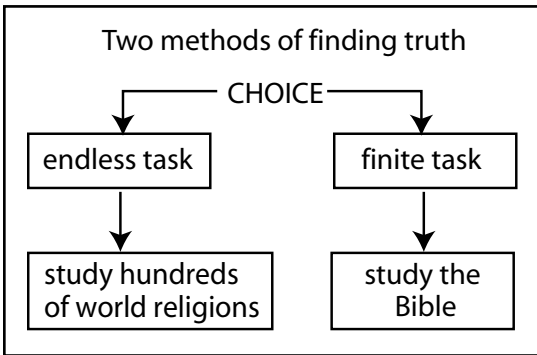 Two methods of finding truth
CHOICE
endless task
finite task
study hundreds
of world religions
study the
Bible